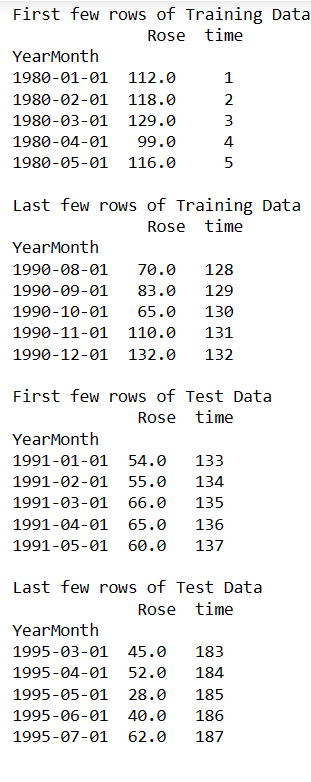 First few rows of Training Data
Rose time
YearMonth
1980-01-01 112.0 1
1980-02-01 118.0 2
1980-03-01 129.0 3
1980-04-01 99.0 4
1980-05-01 116.0 5
Last few rows of Training Data
Rose time
YearMonth
1990-08-01 70.0 128
1990-09-01 83.0 129
1990-10-01 65.0 130
1990-11-01 110.0 131
1990-12-01 132.0 132
First few rows of Test Data
Rose time
YearMonth
1991-01-01 54.0 133
1991-02-01 55.0 134
1991-03-01 66.0 135
1991-04-01 65.0 136
1991-05-01 60.0 137
Last few rows of Test Data
Rose time
YearMonth
1995-03-01 45.0 183
1995-04-01 52.0 184
1995-05-01 28.0 185
1995-06-01 40.0 186
1995-07-01 62.0 187